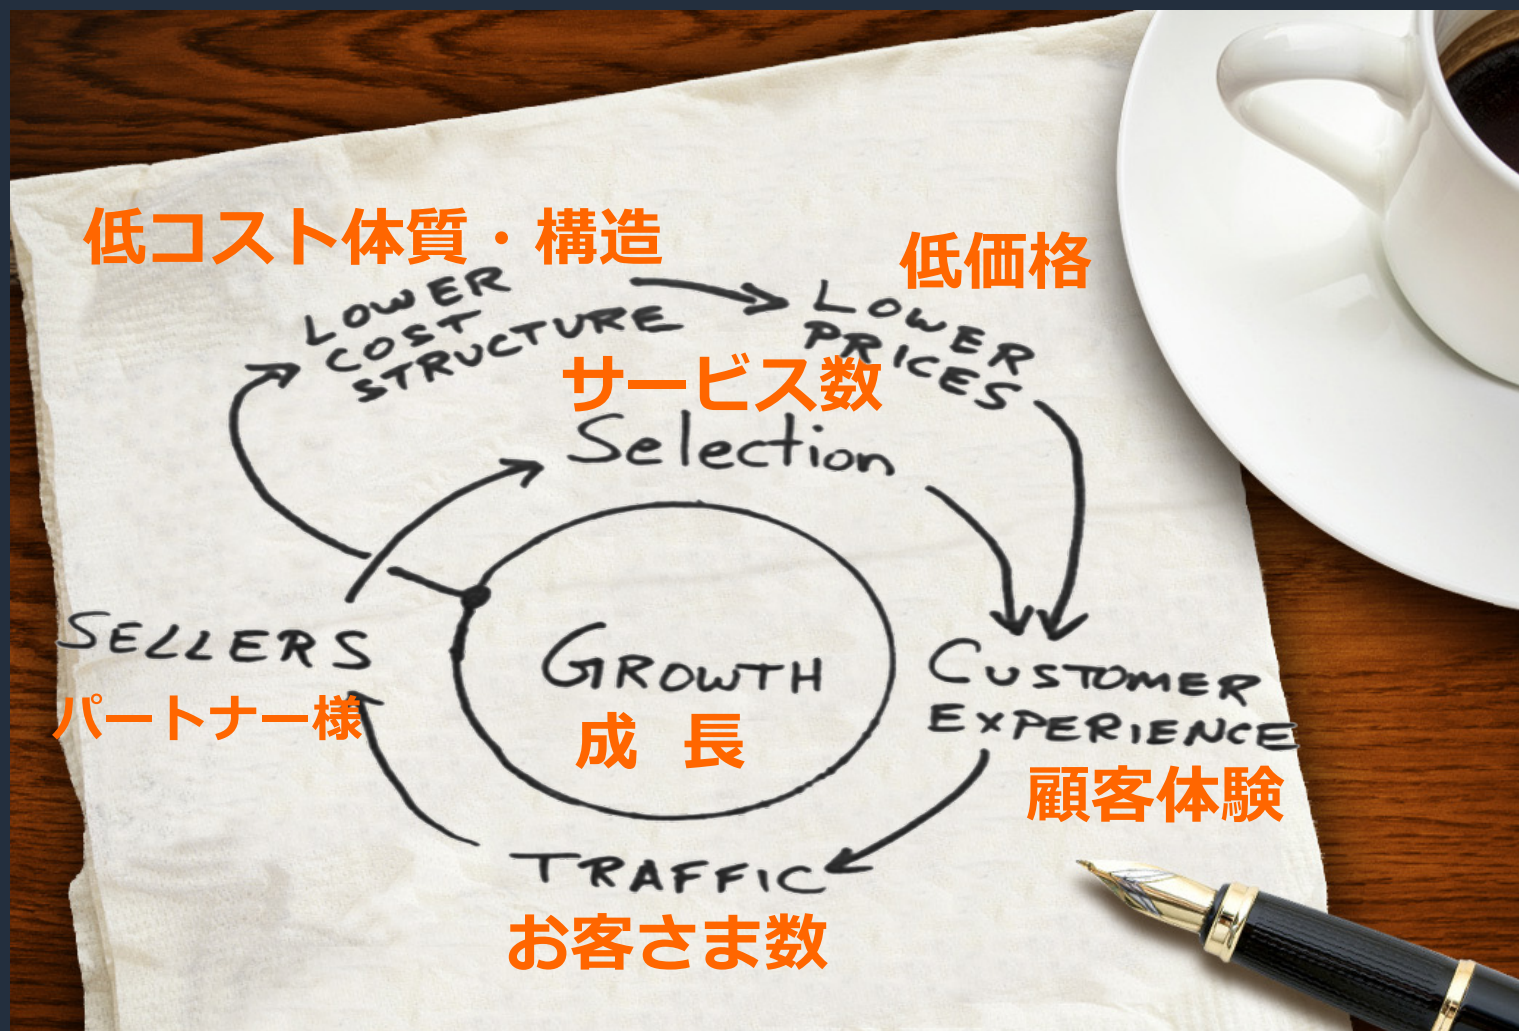 低コスト体質・構造
LOWER
COST
STRUCTURE
低価格
LOWER
PRICES
サービス数
Selection
SELLERS
パートナー様
GROWTH
成 長
CUSTOMER
EXPERIENCE
顧客体験
TRAFFIC
お客さま数